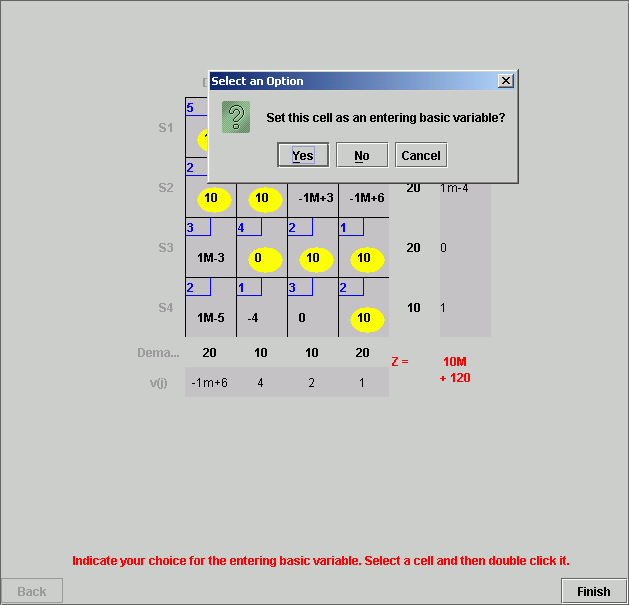 Select an Option
Set this cell as an entering basic variable?
Yes No Cancel
5
S1
2
S2 10 10 -1M+3 -1M+6 20 1m-4
3 4 2 1
S3 1M-3 0 10 10 20 0
2 1 3 2
S4 1M-5 -4 0 10 10 1
Dema... 20 10 10 20
Z = 10M
+ 120
v(j) -1m+6 4 2 1
Indicate your choice for the entering basic variable. Select a cell and then double click it.
Back Finish